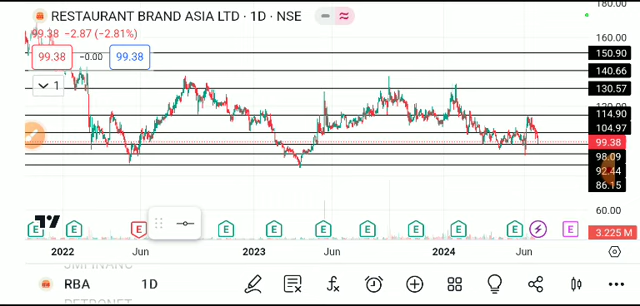 RESTAURANT BRAND ASIA LTD · 1D · NSE
99.38 −2.87 (−2.81%)
99.38 −0.00 99.38
1
180.00
160.00
150.90
140.66
130.57
114.90
104.97
99.38
98.09
92.44
86.15
60.00
3.225 M
E E E E E E E E E E E
2022 Jun 2023 Jun 2024 Jun
RBA 1D